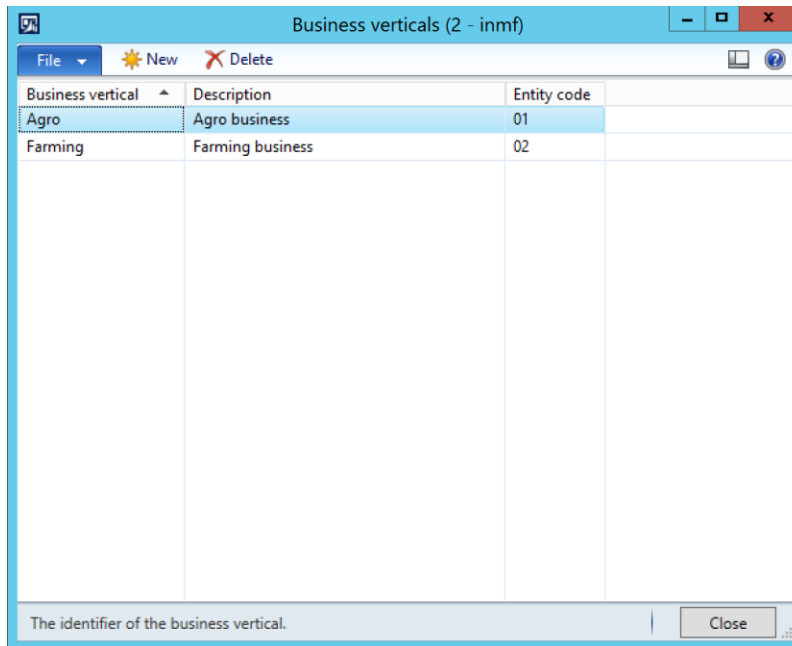 Business verticals (2 - inmf)
File New Delete
Business vertical Description Entity code
Agro Agro business 01
Farming Farming business 02
The identifier of the business vertical. Close